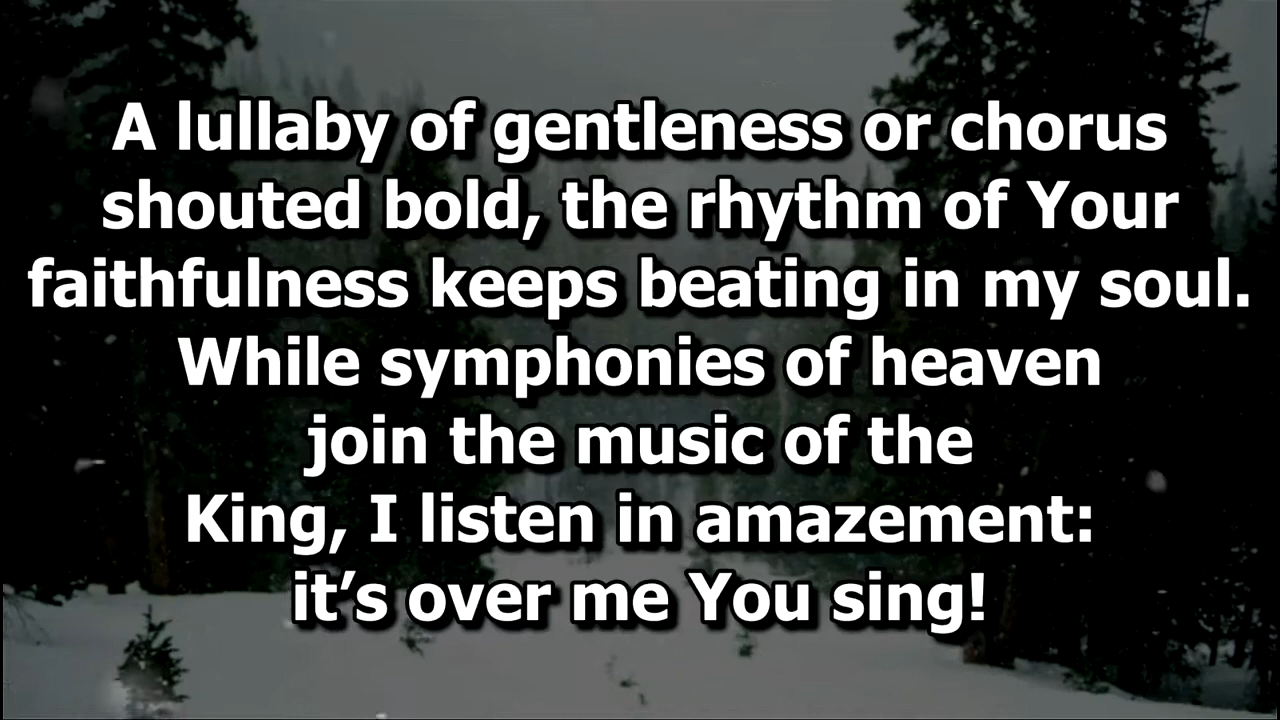 A lullaby of gentleness or chorus
shouted bold, the rhythm of Your
faithfulness keeps beating in my soul.
While symphonies of heaven
join the music of the
King, I listen in amazement:
it’s over me You sing!